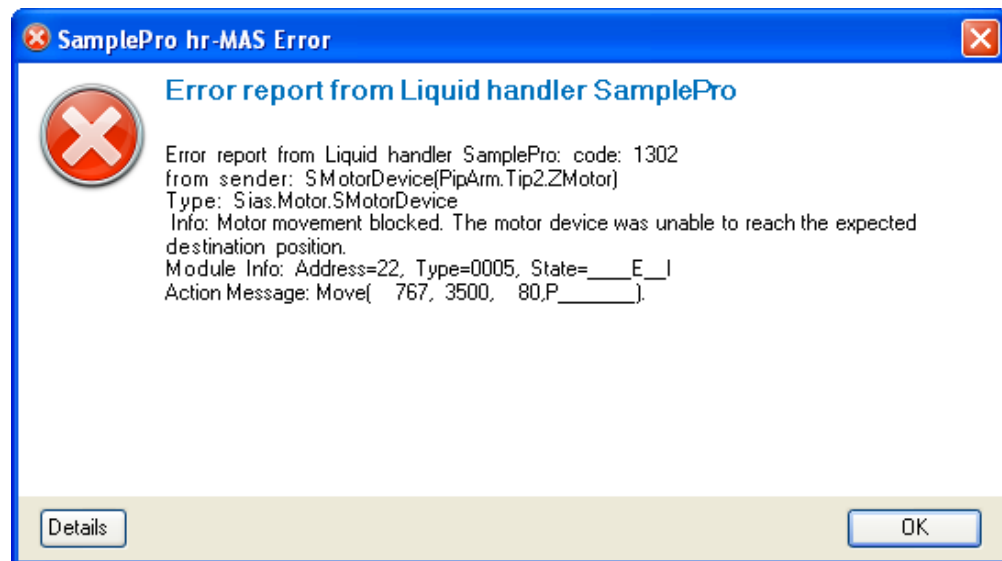 SamplePro hr-MAS Error
Error report from Liquid handler SamplePro
Error report from Liquid handler SamplePro: code: 1302
from sender: SMotorDevice(PipArm.Tip2.ZMotor)
Type: Sias.Motor.SMotorDevice
Info: Motor movement blocked. The motor device was unable to reach the expected
destination position.
Module Info: Address=22, Type=0005, State=____E__I
Action Message: Move( 767, 3500, 80,P_______).
Details
OK